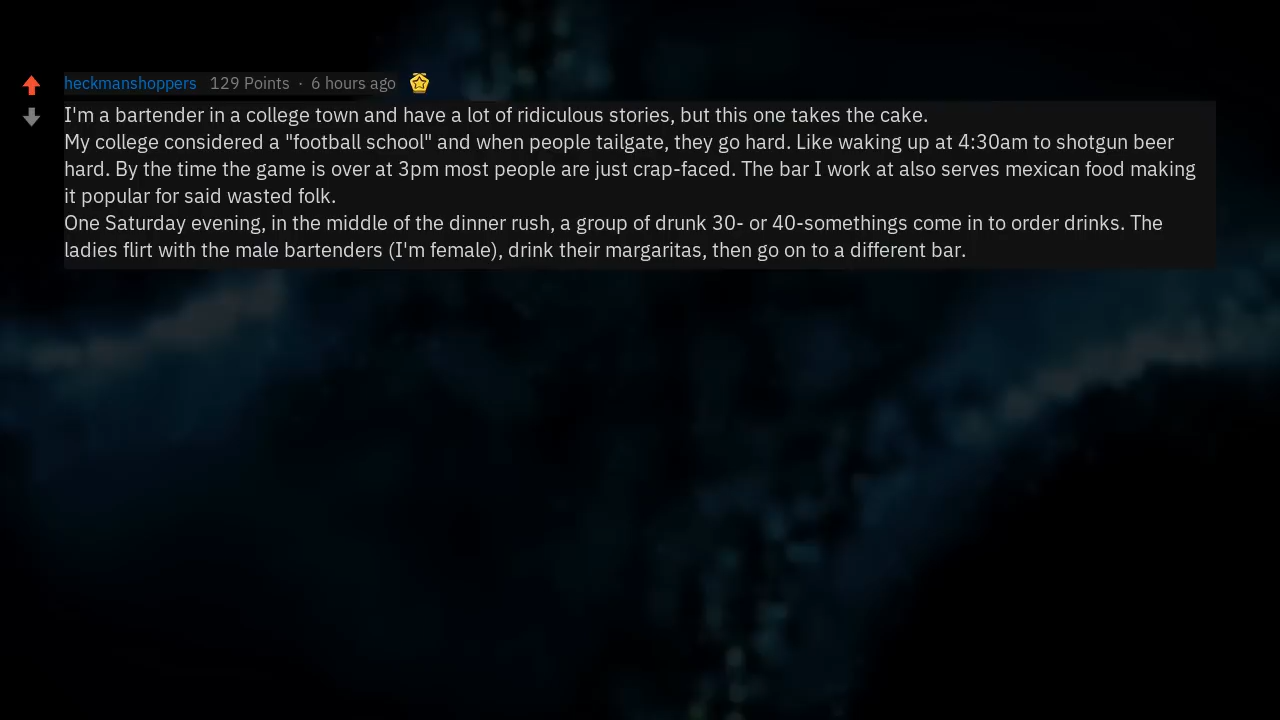 heckmanshoppers 129 Points · 6 hours ago
I'm a bartender in a college town and have a lot of ridiculous stories, but this one takes the cake.
My college considered a "football school" and when people tailgate, they go hard. Like waking up at 4:30am to shotgun beer
hard. By the time the game is over at 3pm most people are just crap-faced. The bar I work at also serves mexican food making
it popular for said wasted folk.
One Saturday evening, in the middle of the dinner rush, a group of drunk 30- or 40-somethings come in to order drinks. The
ladies flirt with the male bartenders (I'm female), drink their margaritas, then go on to a different bar.